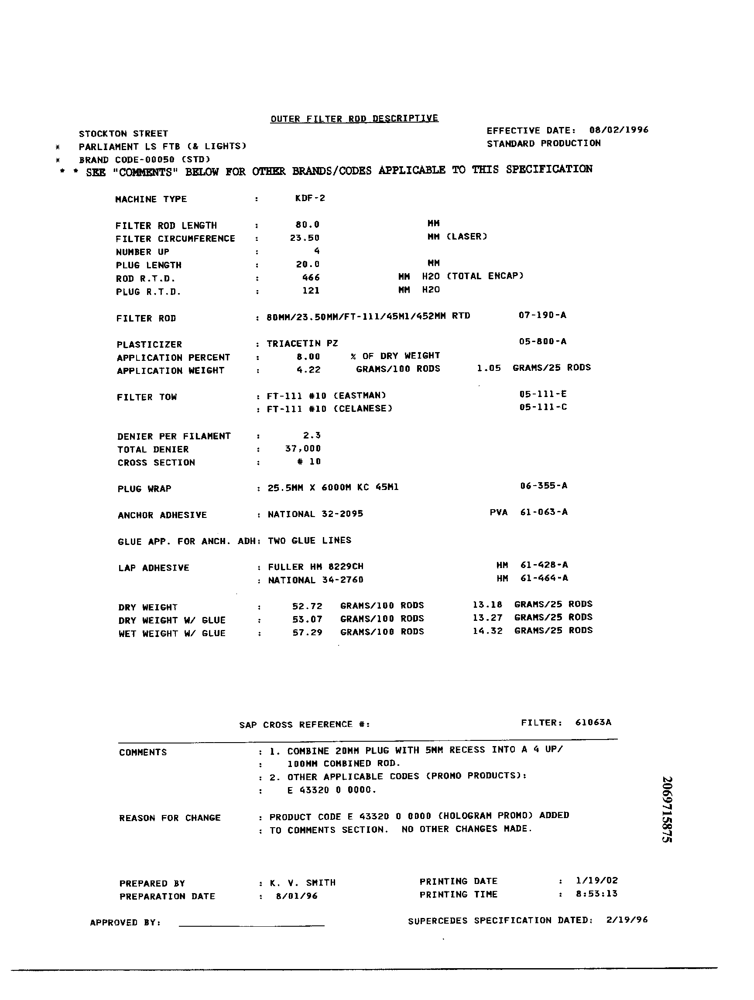 OUTER FILTER ROD DESCRIPTIVE
STOCKTON STREET EFFECTIVE DATE: 08/02/1996
* PARLIAMENT LS FTB (& LIGHTS) STANDARD PRODUCTION
* BRAND CODE-00050 (STD)
* * SEE "COMMENTS" BELOW FOR OTHER BRANDS/CODES APPLICABLE TO THIS SPECIFICATION
MACHINE TYPE : KDF-2
FILTER ROD LENGTH : 80.0 MM
FILTER CIRCUMFERENCE : 23.50 MM (LASER)
NUMBER UP : 4
PLUG LENGTH : 20.0 MM
ROD R.T.D. : 466 MM H2O (TOTAL ENCAP)
PLUG R.T.D. : 121 MM H2O
FILTER ROD : 80MM/23.50MM/FT-111/45M1/452MM RTD 07-190-A
PLASTICIZER : TRIACETIN PZ 05-800-A
APPLICATION PERCENT : 8.00 % OF DRY WEIGHT
APPLICATION WEIGHT : 4.22 GRAMS/100 RODS 1.05 GRAMS/25 RODS
FILTER TOW : FT-111 #10 (EASTMAN) 05-111-E
: FT-111 #10 (CELANESE) 05-111-C
DENIER PER FILAMENT : 2.3
TOTAL DENIER : 37,000
CROSS SECTION : # 10
PLUG WRAP : 25.5MM X 6000M KC 45M1 06-355-A
ANCHOR ADHESIVE : NATIONAL 32-2095 PVA 61-063-A
GLUE APP. FOR ANCH. ADH: TWO GLUE LINES
LAP ADHESIVE : FULLER HM 8229CH HM 61-428-A
: NATIONAL 34-2760 HM 61-464-A
DRY WEIGHT : 52.72 GRAMS/100 RODS 13.18 GRAMS/25 RODS
DRY WEIGHT W/ GLUE : 53.07 GRAMS/100 RODS 13.27 GRAMS/25 RODS
WET WEIGHT W/ GLUE : 57.29 GRAMS/100 RODS 14.32 GRAMS/25 RODS
SAP CROSS REFERENCE #: FILTER: 61063A
COMMENTS : 1. COMBINE 20MM PLUG WITH 5MM RECESS INTO A 4 UP/
: 100MM COMBINED ROD.
: 2. OTHER APPLICABLE CODES (PROMO PRODUCTS):
: E 43320 0 0000.
REASON FOR CHANGE : PRODUCT CODE E 43320 0 0000 (HOLOGRAM PROMO) ADDED
: TO COMMENTS SECTION. NO OTHER CHANGES MADE.
2069715875
PREPARED BY : K. V. SMITH PRINTING DATE : 1/19/02
PREPARATION DATE : 8/01/96 PRINTING TIME : 8:53:13
APPROVED BY: SUPERCEDES SPECIFICATION DATED: 2/19/96